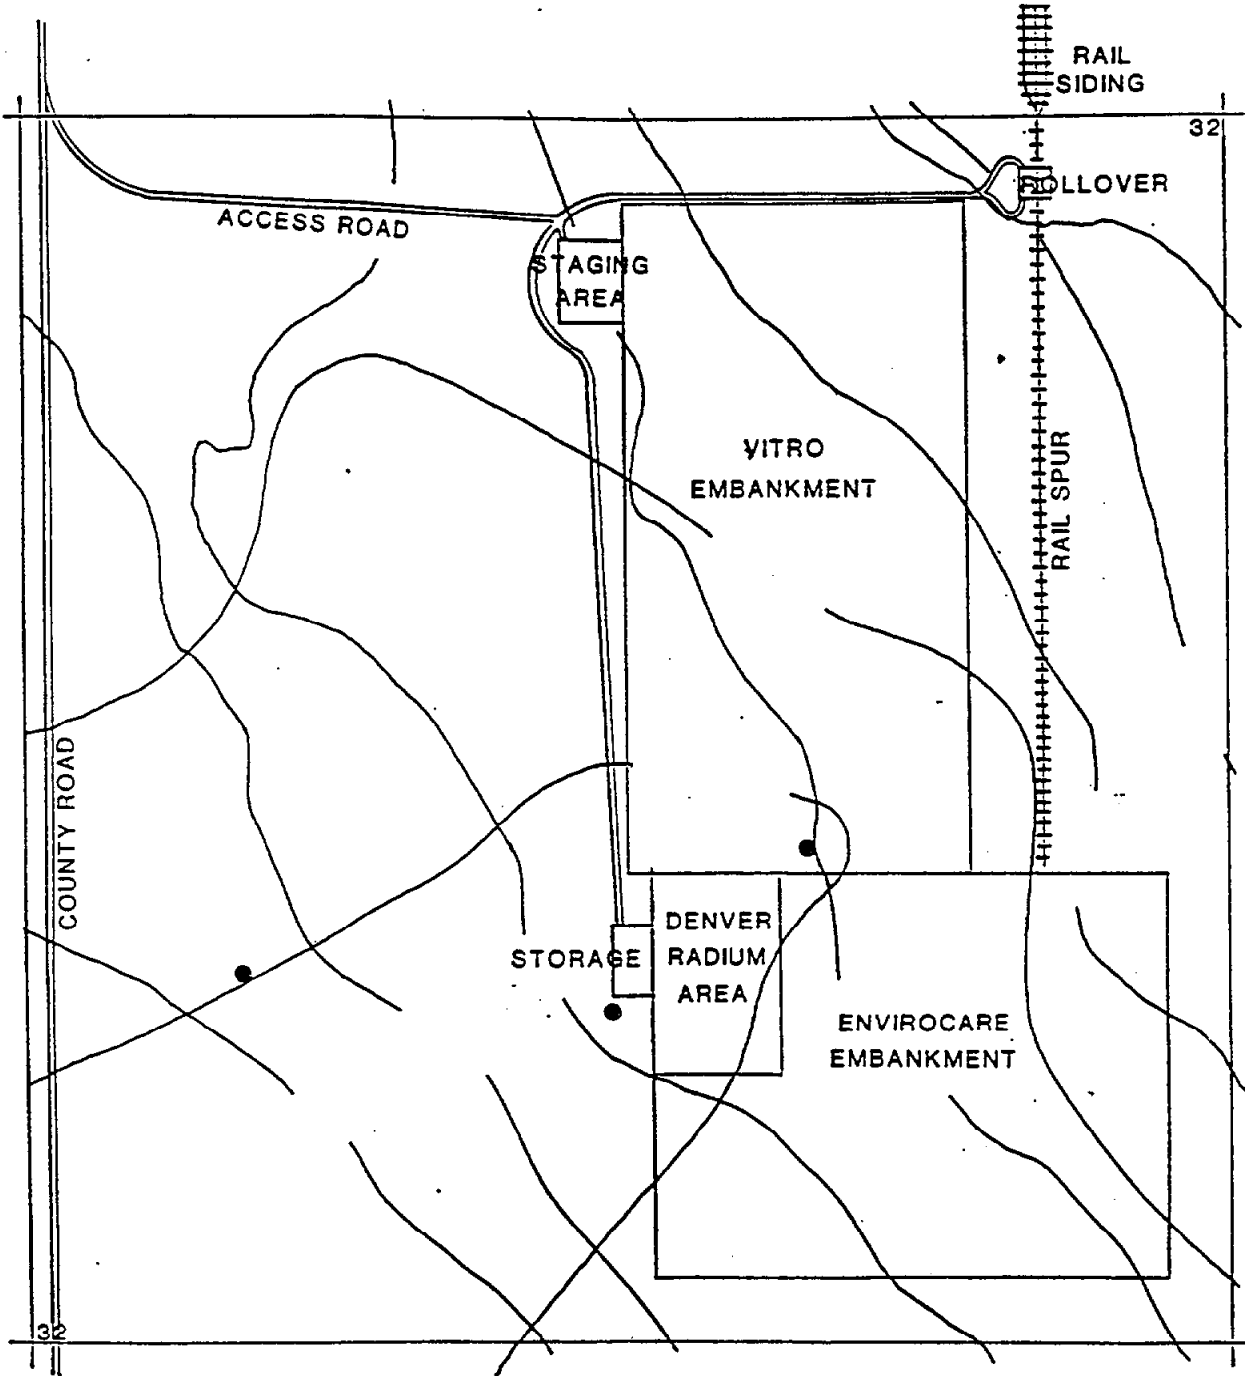 RAIL
SIDING
32
ROLLOVER
ACCESS ROAD
STAGING
AREA
VITRO
EMBANKMENT
RAIL SPUR
COUNTY ROAD
DENVER
RADIUM
AREA
STORAGE
ENVIROCARE
EMBANKMENT
32